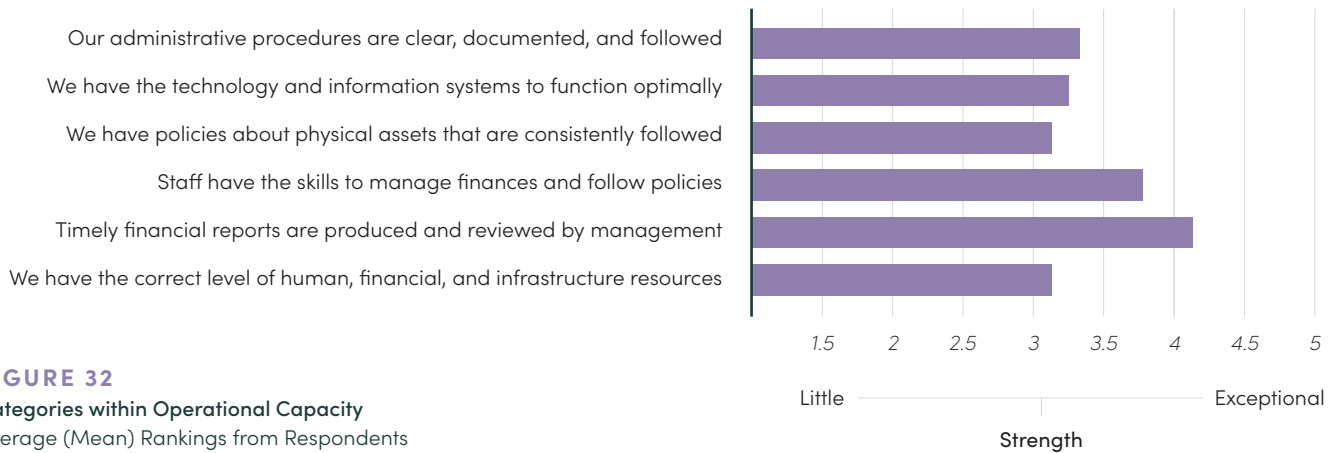 Our administrative procedures are clear, documented, and followed
We have the technology and information systems to function optimally
We have policies about physical assets that are consistently followed
Staff have the skills to manage finances and follow policies
Timely financial reports are produced and reviewed by management
We have the correct level of human, financial, and infrastructure resources
1.5 2 2.5 3 3.5 4 4.5 5
Little Exceptional
Strength
GURE 32
ategories within Operational Capacity
erage (Mean) Rankings from Respondents